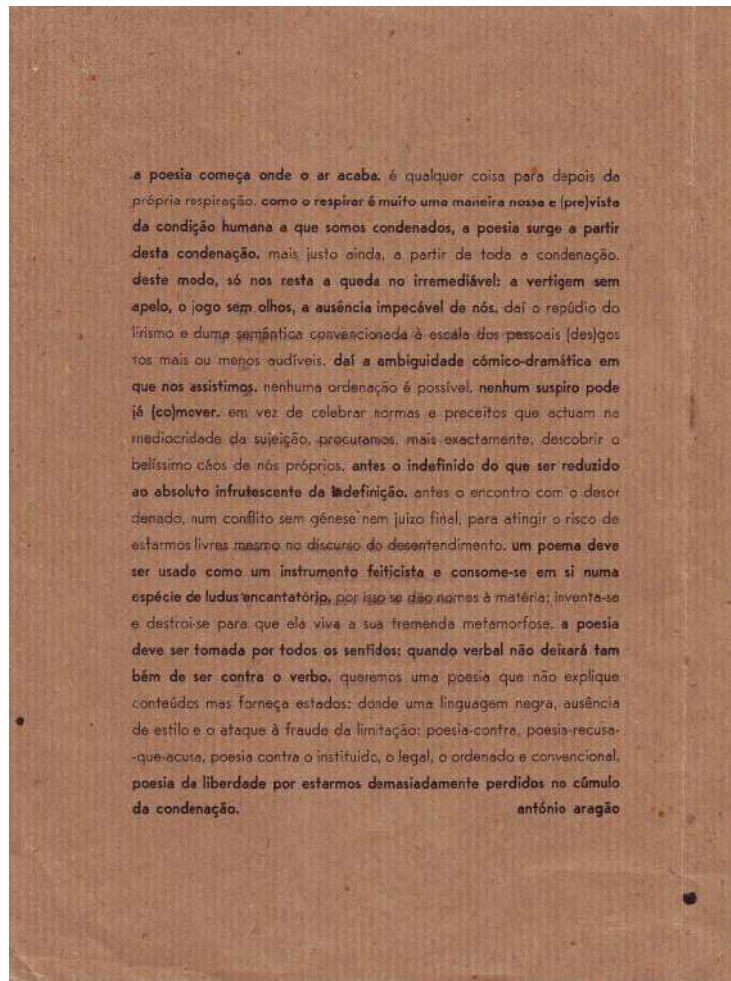 a poesia começa onde o ar acaba. é qualquer coisa para depois da
própria respiração. como o respirar é muito uma maneira nossa e (pre)vista
da condição humana a que somos condenados, a poesia surge a partir
desta condenação. mais justo ainda, a partir de toda a condenação.
deste modo, só nos resta a queda no irremediável: a vertigem sem
apelo, o jogo sem olhos, a ausência impecável de nós. daí o repúdio do
lirismo e duma semântica convencionada à escala dos pessoais (des)gos
tos mais ou menos audíveis. daí a ambiguidade cómico-dramática em
que nos assistimos. nenhuma ordenação é possível. nenhum suspiro pode
já (co)mover. em vez de celebrar normas e preceitos que actuam na
mediocridade da sujeição, procuramos, mais exactamente, descobrir o
belíssimo cáos de nós próprios. antes o indefinido do que ser reduzido
ao absoluto infrutescente da indefinição. antes o encontro com o desor
denado, num conflito sem génese nem juizo final, para atingir o risco de
estarmos livres mesmo no discurso do desentendimento. um poema deve
ser usado como um instrumento feiticista e consome-se em si numa
espécie de ludus encantatório. por isso se dão nomes à matéria: inventa-se
e destroi-se para que ela viva a sua tremenda metamorfose. a poesia
deve ser tomada por todos os sentidos: quando verbal não deixará tam
bém de ser contra o verbo. queremos uma poesia que não explique
conteúdos mas forneça estados: donde uma linguagem negra, ausência
de estilo e o ataque à fraude da limitação: poesia-contra, poesia-recusa-
-que-acusa, poesia contra o instituido, o legal, o ordenado e convencional,
poesia da liberdade por estarmos demasiadamente perdidos no cúmulo
da condenação. antónio aragão